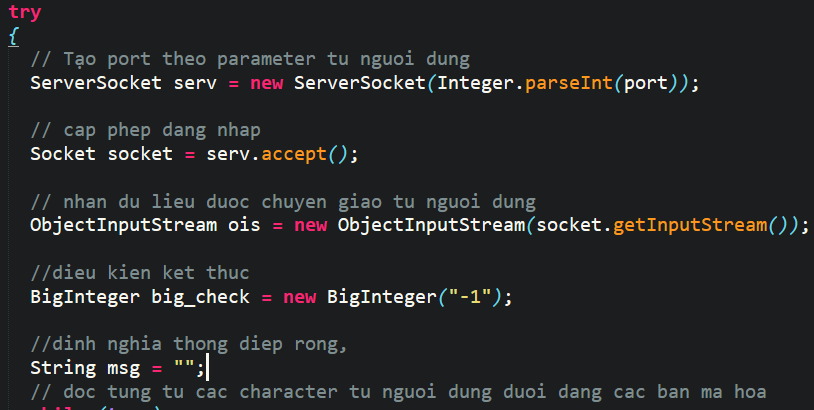 try
{
// Tạo port theo parameter tu nguoi dung
ServerSocket serv = new ServerSocket(Integer.parseInt(port));
// cap phep dang nhap
Socket socket = serv.accept();
// nhan du lieu duoc chuyen giao tu nguoi dung
ObjectInputStream ois = new ObjectInputStream(socket.getInputStream());
//dieu kien ket thuc
BigInteger big_check = new BigInteger("-1");
//dinh nghia thong diep rong,
String msg = "";
// doc tung tu cac character tu nguoi dung duoi dang cac ban ma hoa